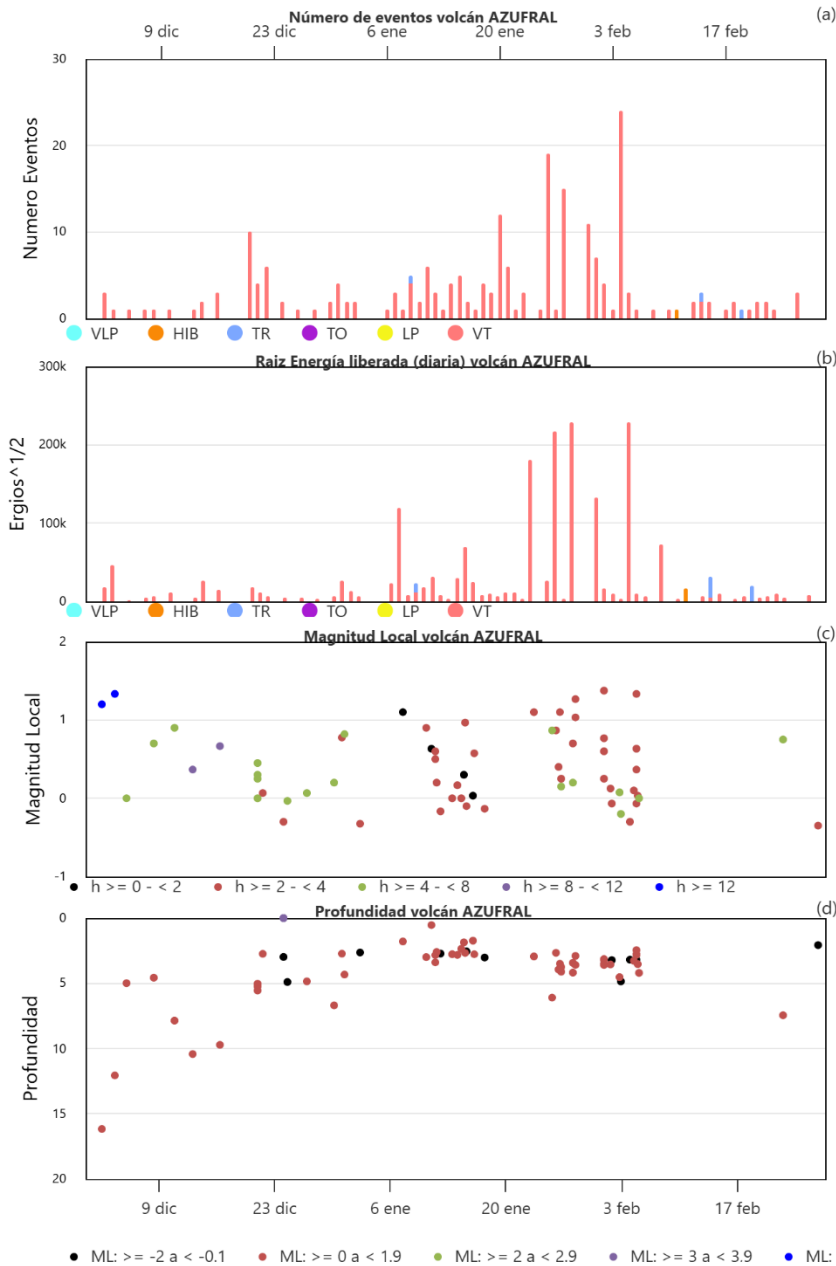 Número de eventos volcán AZUFRAL
(a)
9 dic 23 dic 6 ene 20 ene 3 feb 17 feb
30
20
10
0
Numero Eventos
VLP HIB TR TO LP VT
Raiz Energía liberada (diaria) volcán AZUFRAL
(b)
300k
200k
100k
0
Ergios^1/2
VLP HIB TR TO LP VT
Magnitud Local volcán AZUFRAL
(c)
2
1
0
-1
Magnitud Local
h >= 0 - < 2 h >= 2 - < 4 h >= 4 - < 8 h >= 8 - < 12 h >= 12
Profundidad volcán AZUFRAL
(d)
0
5
10
15
20
Profundidad
9 dic 23 dic 6 ene 20 ene 3 feb 17 feb
ML: >= -2 a < -0.1 ML: >= 0 a < 1.9 ML: >= 2 a < 2.9 ML: >= 3 a < 3.9 ML: